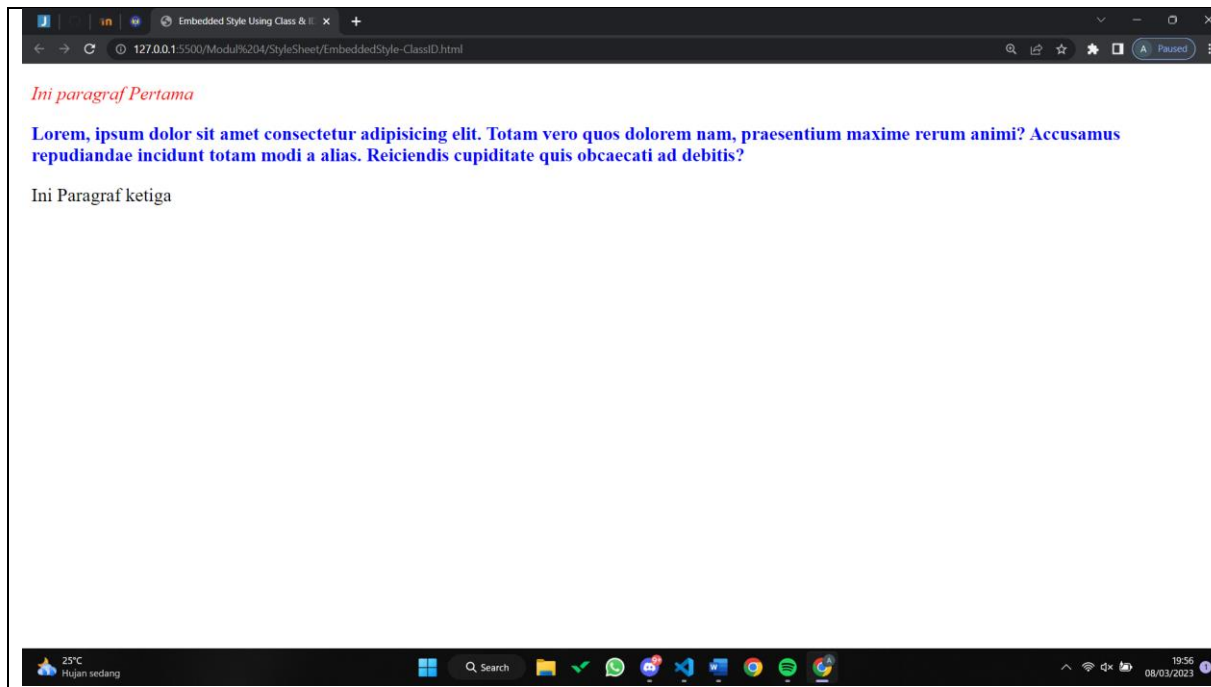 Embedded Style Using Class & I
127.0.0.1:5500/Modul%204/StyleSheet/EmbeddedStyle-ClassID.html
A Paused
Ini paragraf Pertama
Lorem, ipsum dolor sit amet consectetur adipisicing elit. Totam vero quos dolorem nam, praesentium maxime rerum animi? Accusamus
repudiandae incidunt totam modi a alias. Reiciendis cupiditate quis obcaecati ad debitis?
Ini Paragraf ketiga
25°C
Hujan sedang
Search
19:56
08/03/2023
1